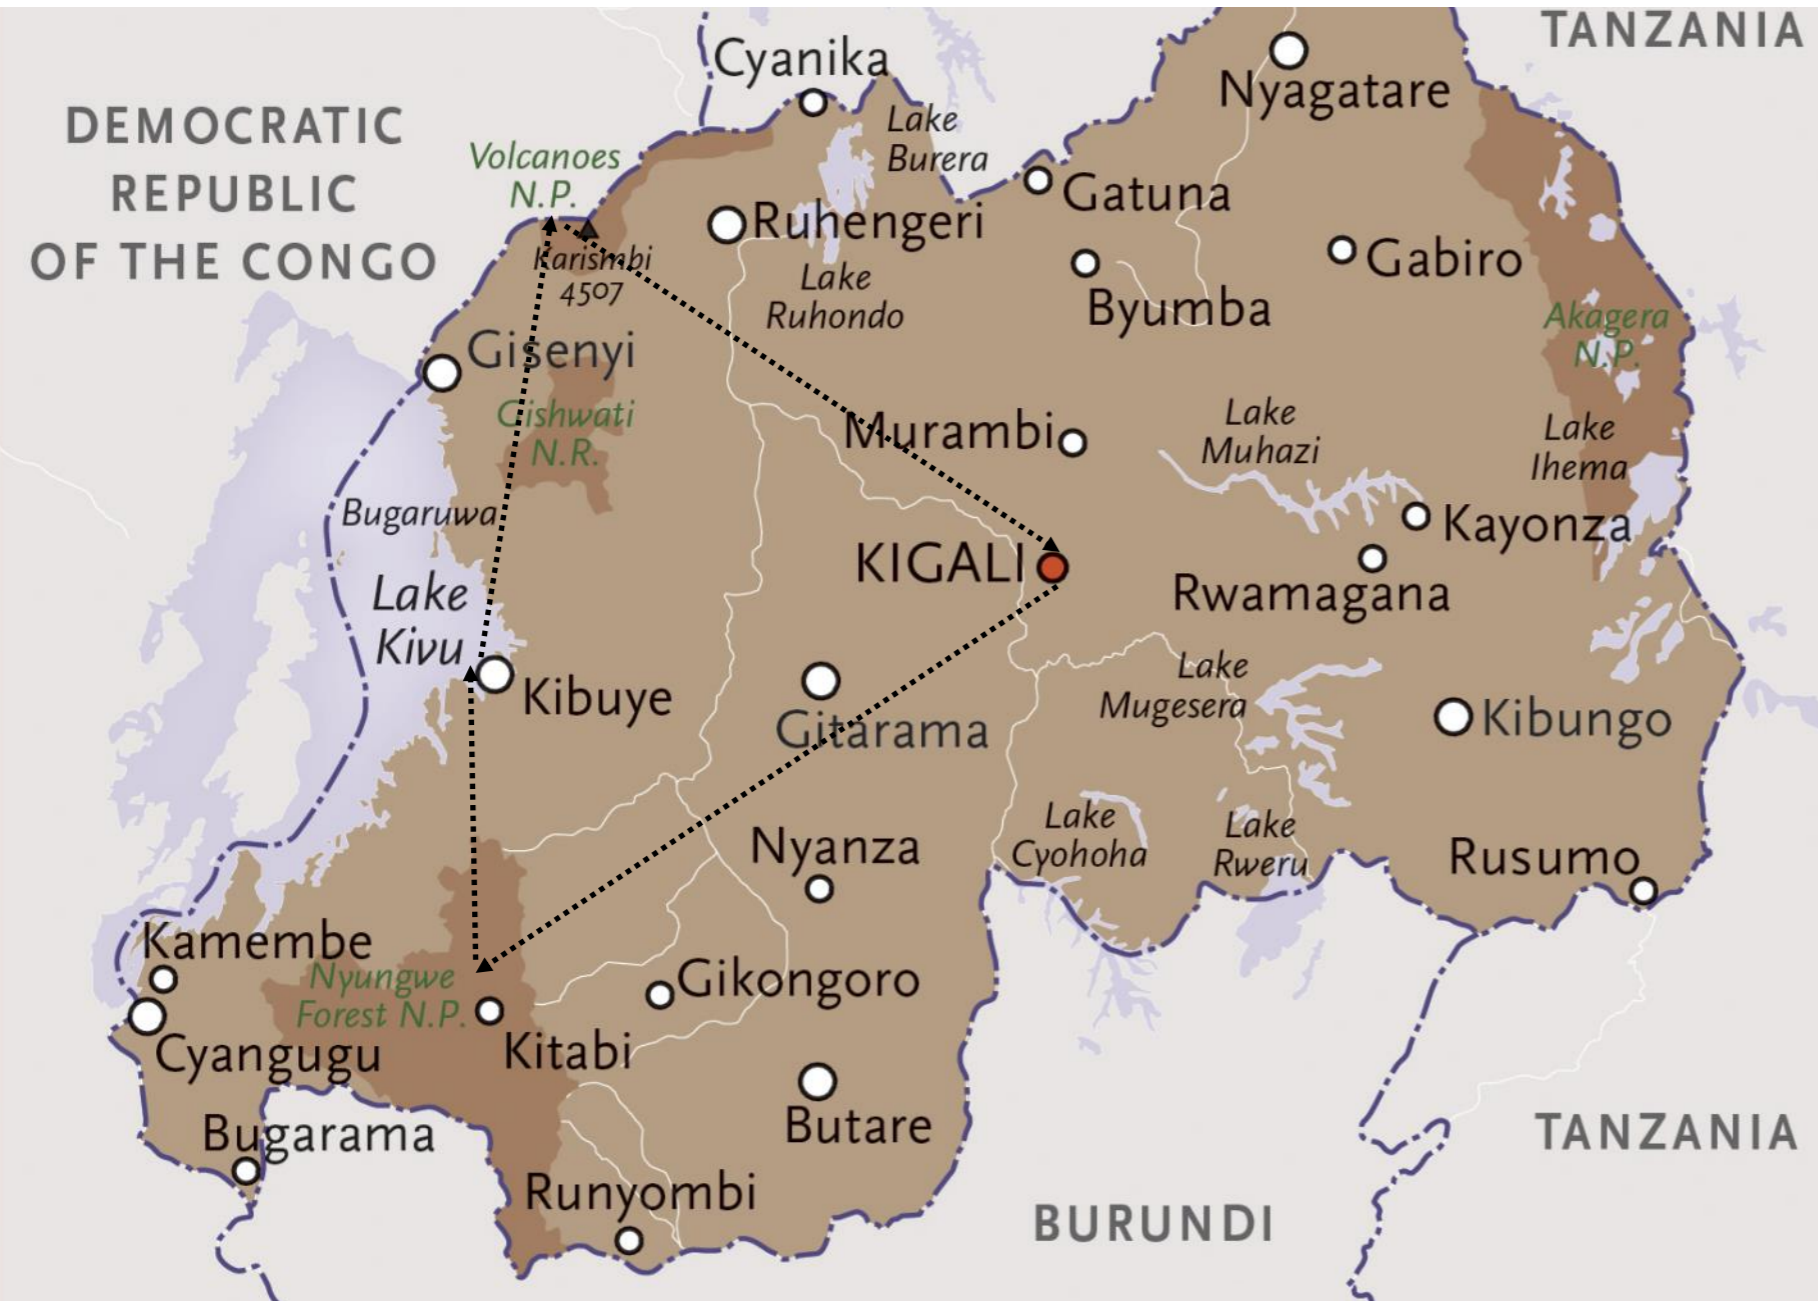 TANZANIA
Cyanika
Nyagatare
DEMOCRATIC
REPUBLIC
OF THE CONGO
Lake
Burera
Volcanoes
N.P.
Gatuna
Ruhengeri
Karisimbi
4507
Lake
Ruhondo
Byumba
Gabiro
Akagera
N.P.
Gisenyi
Gishwati
N.R.
Murambi
Lake
Muhazi
Lake
Ihema
Bugaruwa
Kayonza
KIGALI
Rwamagana
Lake
Kivu
Kibuye
Gitarama
Lake
Mugesera
Kibungo
Nyanza
Lake
Cyohoha
Lake
Rweru
Rusumo
Kamembe
Nyungwe
Forest N.P.
Gikongoro
Cyangugu
Kitabi
Bugarama
Butare
TANZANIA
Runyombi
BURUNDI